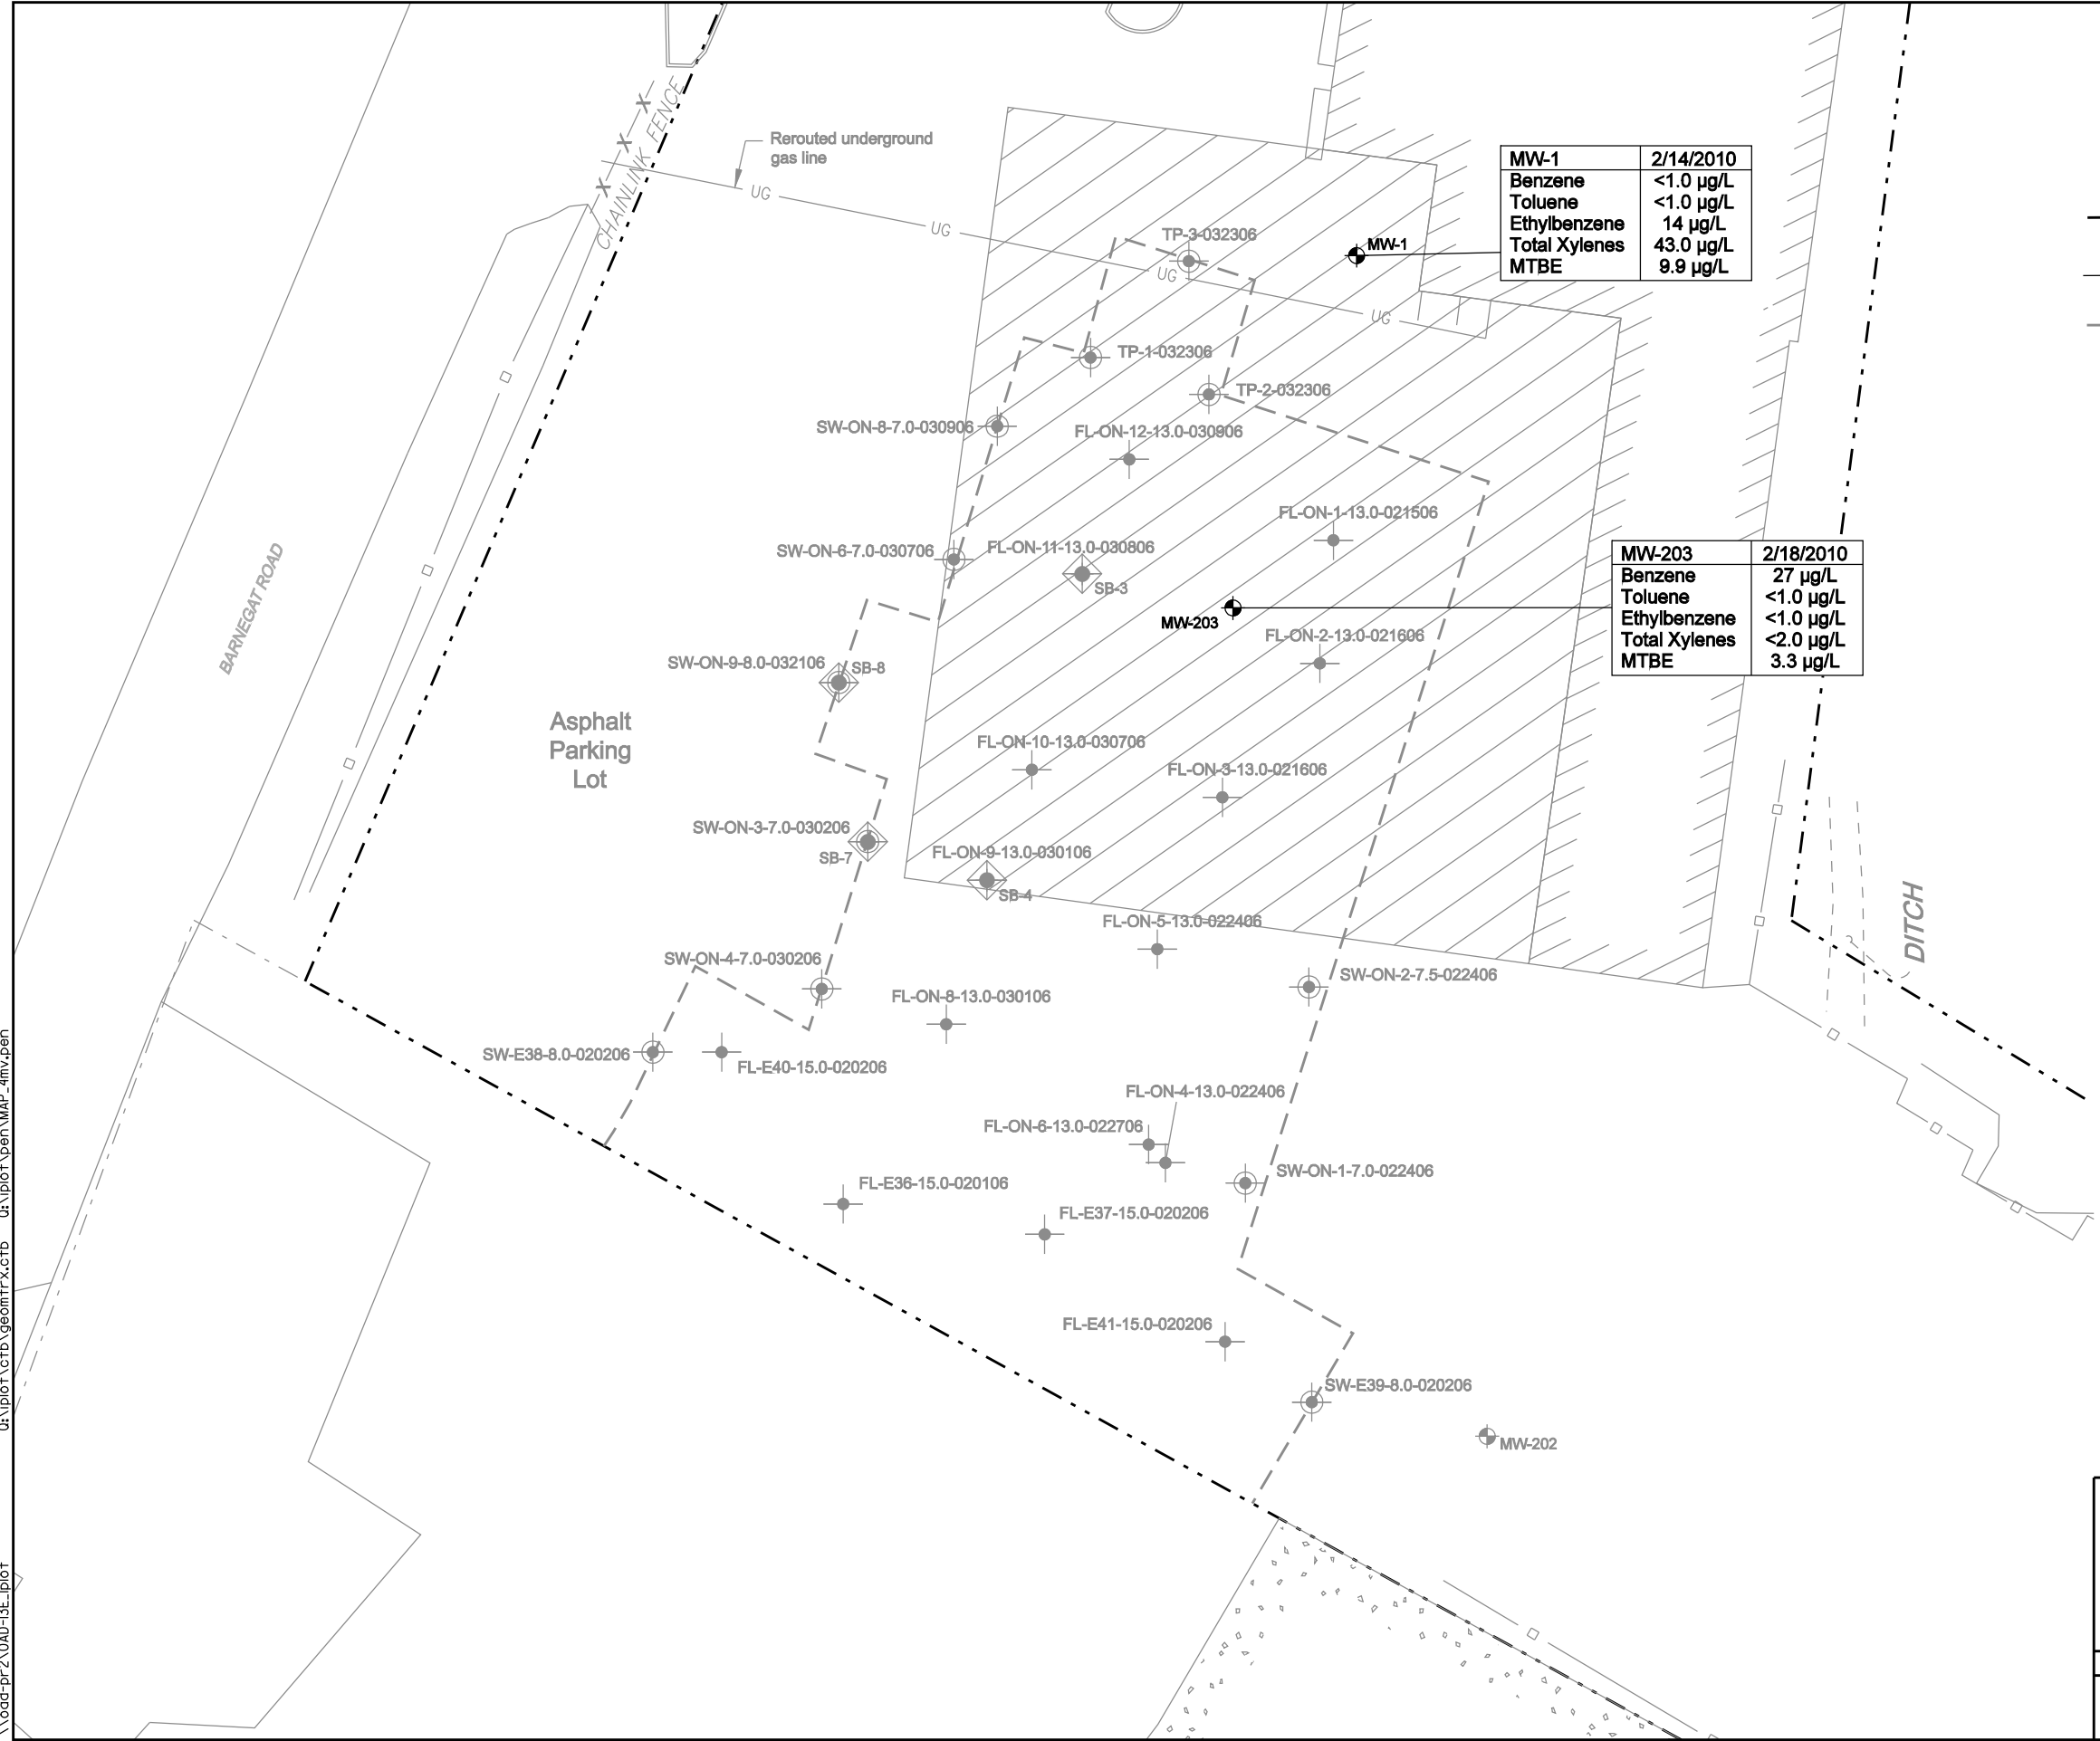 CHAINLINK FENCE
X
X
X
X
Rerouted underground
gas line
UG
UG
UG
UG
MW-1 2/14/2010
Benzene <1.0 µg/L
Toluene <1.0 µg/L
Ethylbenzene 14 µg/L
Total Xylenes 43.0 µg/L
MTBE 9.9 µg/L
TP-3-032306
MW-1
TP-1-032306
TP-2-032306
SW-ON-8-7.0-030906
FL-ON-12-13.0-030906
FL-ON-1-13.0-021506
SW-ON-6-7.0-030706
FL-ON-11-13.0-030806
SB-3
MW-203 2/18/2010
Benzene 27 µg/L
Toluene <1.0 µg/L
Ethylbenzene <1.0 µg/L
Total Xylenes <2.0 µg/L
MTBE 3.3 µg/L
BARNEGAT ROAD
MW-203
FL-ON-2-13.0-021606
SW-ON-9-8.0-032106
SB-8
Asphalt
Parking
Lot
FL-ON-10-13.0-030706
FL-ON-3-13.0-021606
SW-ON-3-7.0-030206
SB-7
FL-ON-9-13.0-030106
SB-4
FL-ON-5-13.0-022406
DITCH
SW-ON-4-7.0-030206
SW-ON-2-7.5-022406
FL-ON-8-13.0-030106
SW-E38-8.0-020206
FL-E40-15.0-020206
FL-ON-4-13.0-022406
FL-ON-6-13.0-022706
SW-ON-1-7.0-022406
FL-E36-15.0-020106
FL-E37-15.0-020206
FL-E41-15.0-020206
SW-E39-8.0-020206
MW-202
u:\iplot\pen\MAP_4mv.pen
u:\iplot\ctb\geomtrx.ctb